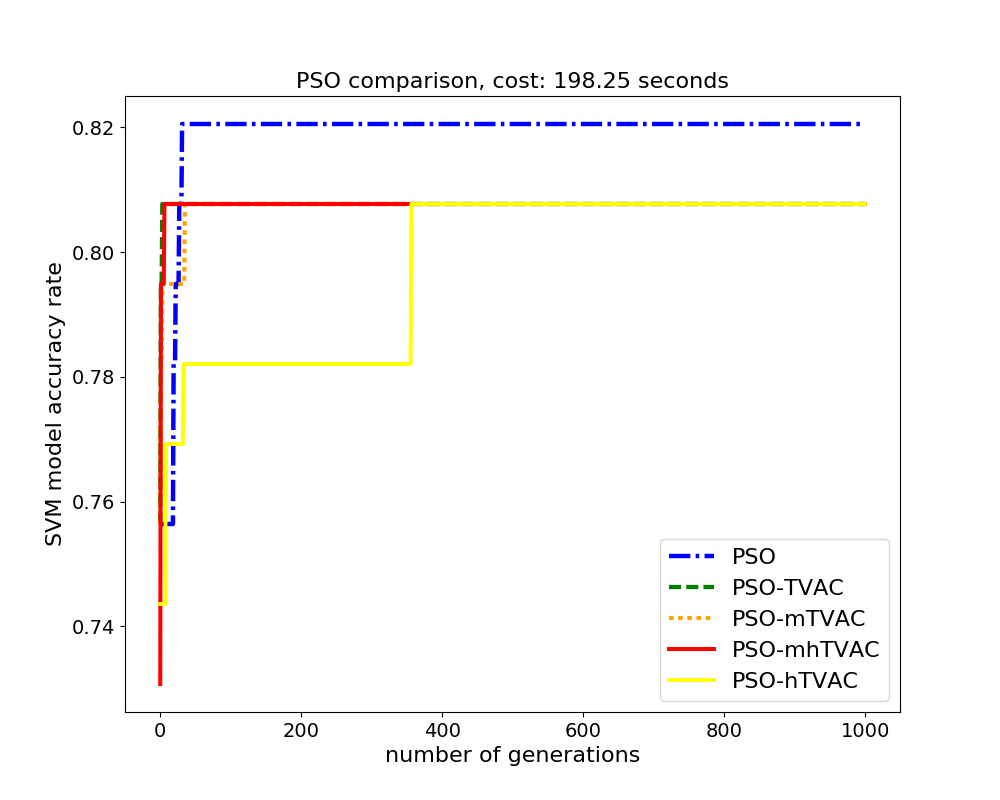 PSO comparison, cost: 198.25 seconds
SVM model accuracy rate
0.82
0.80
0.78
0.76
0.74
0
200
400
600
800
1000
number of generations
PSO
PSO-TVAC
PSO-mTVAC
PSO-mhTVAC
PSO-hTVAC